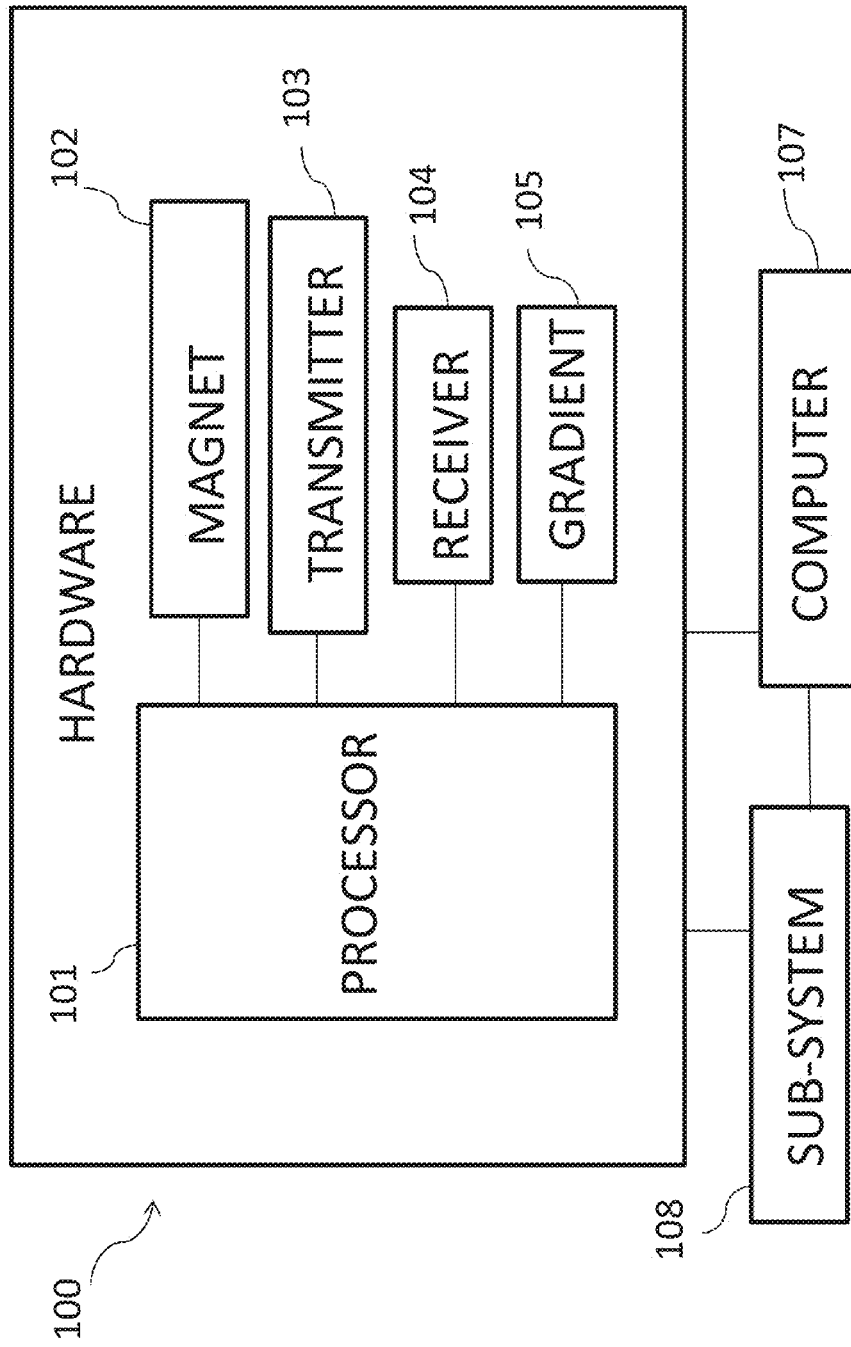 100
HARDWARE
101
PROCESSOR
102
MAGNET
103
TRANSMITTER
104
RECEIVER
105
GRADIENT
108
SUB-SYSTEM
107
COMPUTER